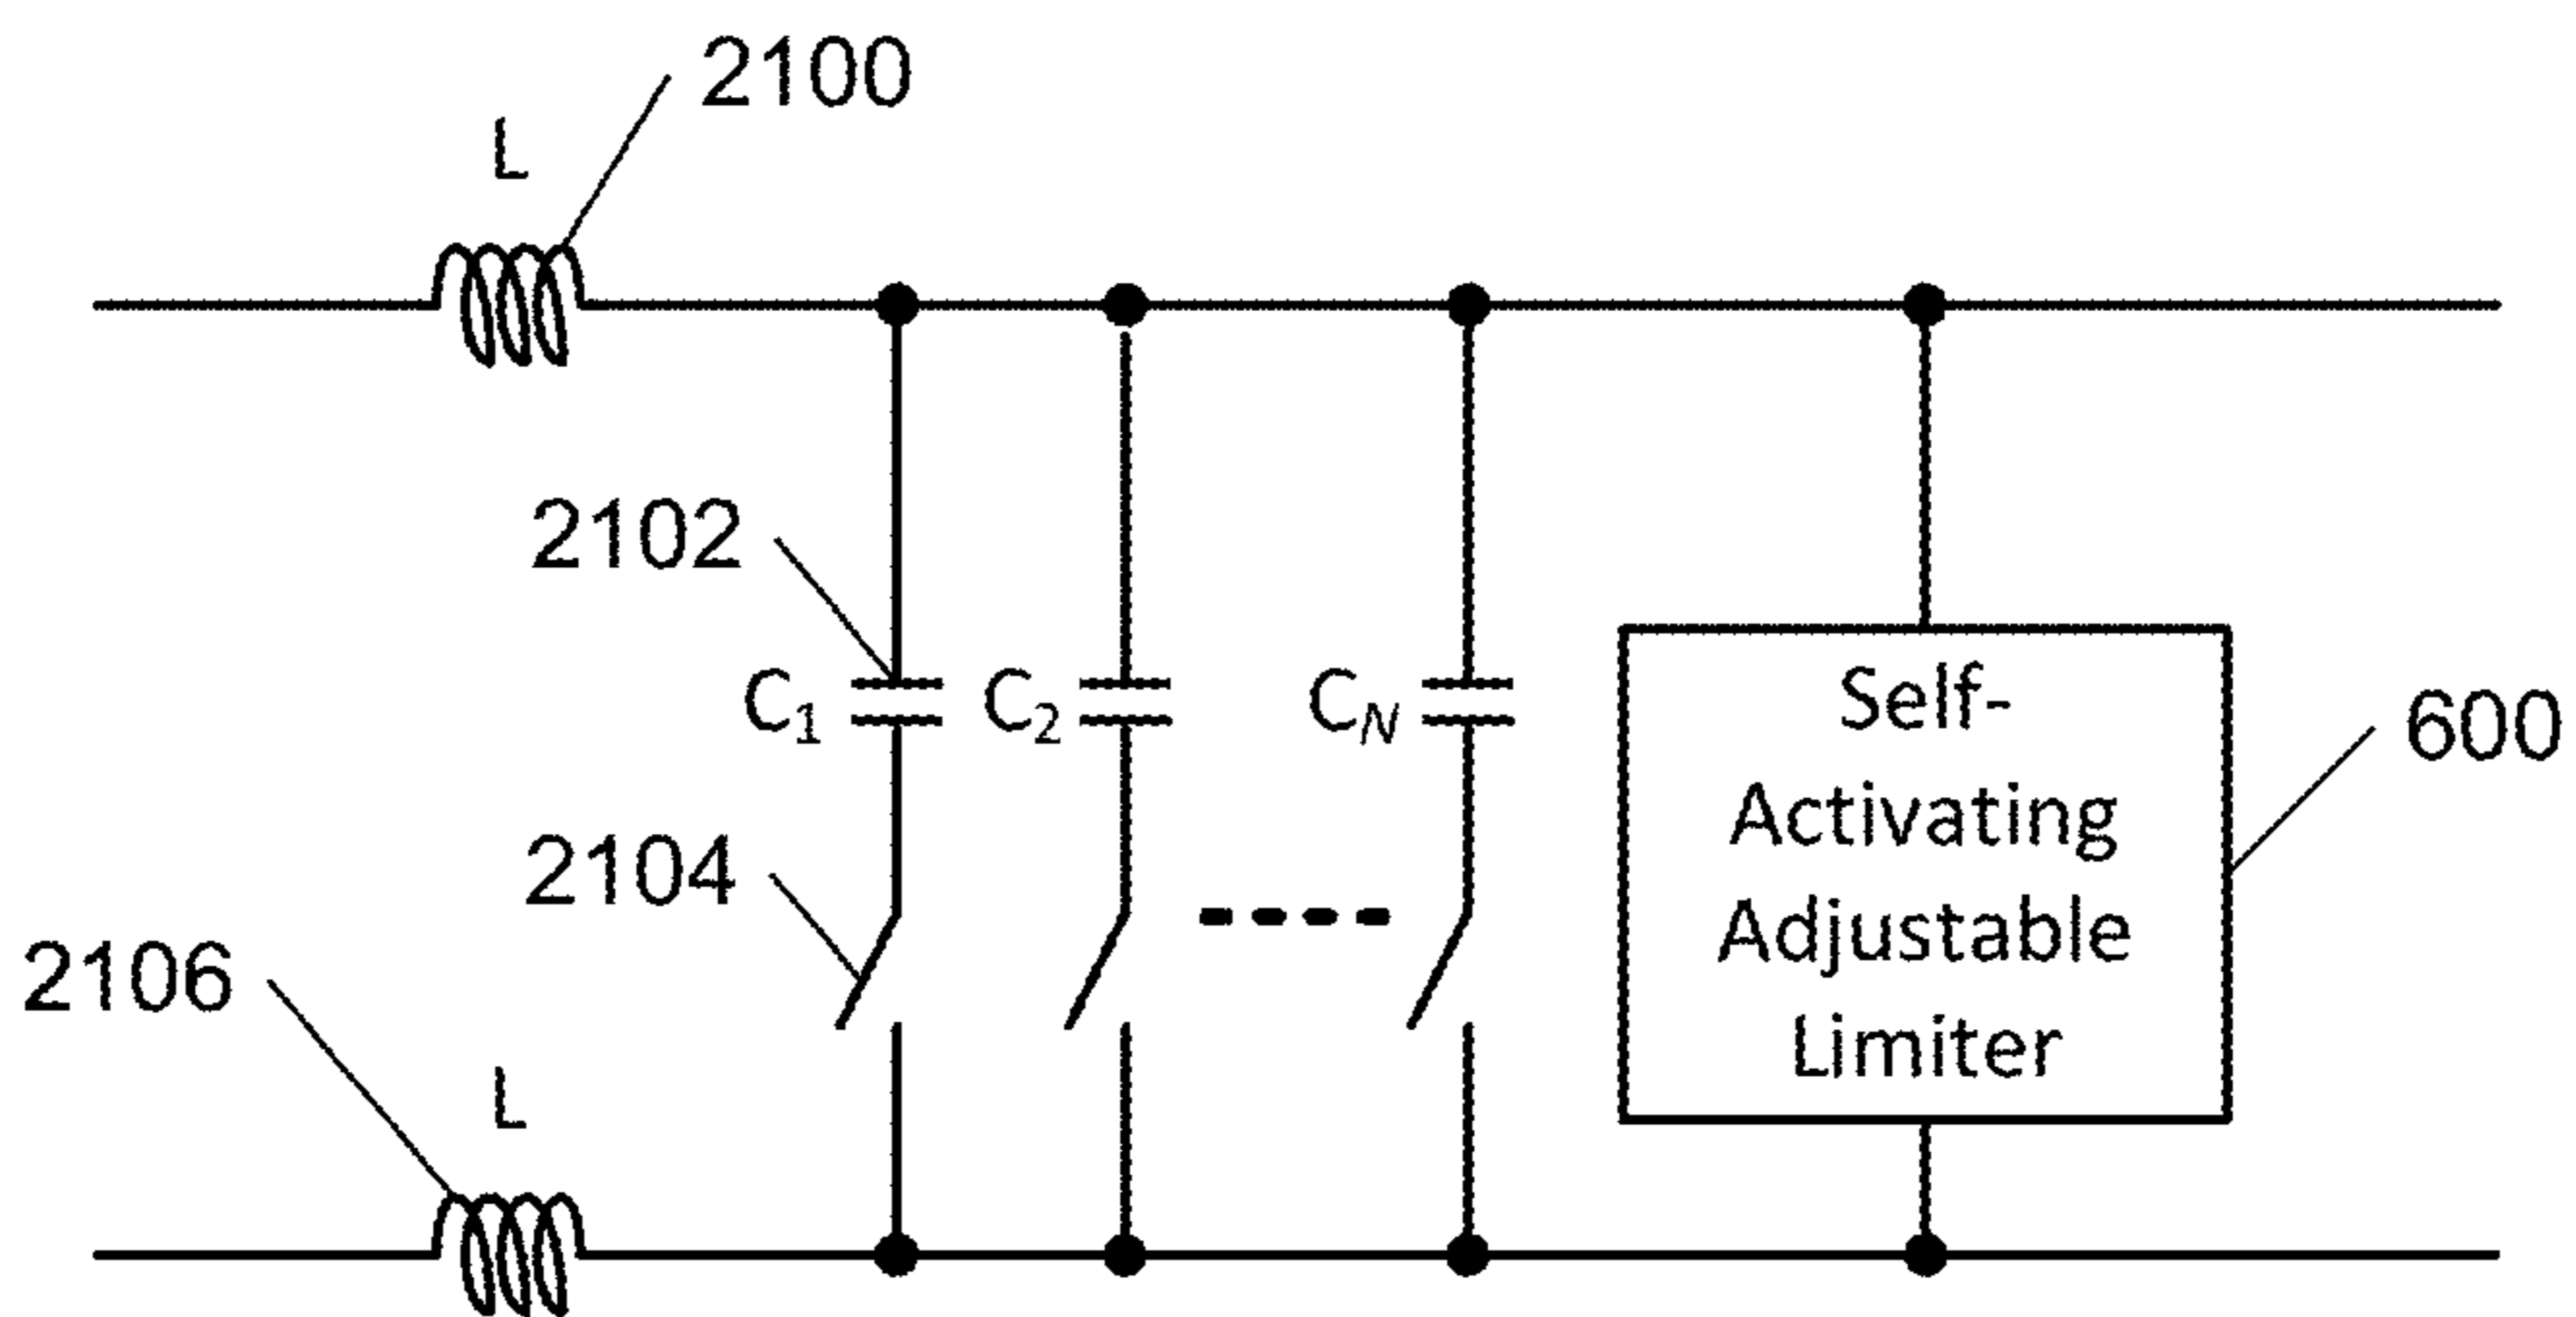 2100
L
2102
C1 C2 CN
Self-
Activating
Adjustable
Limiter
600
2104
2106
L